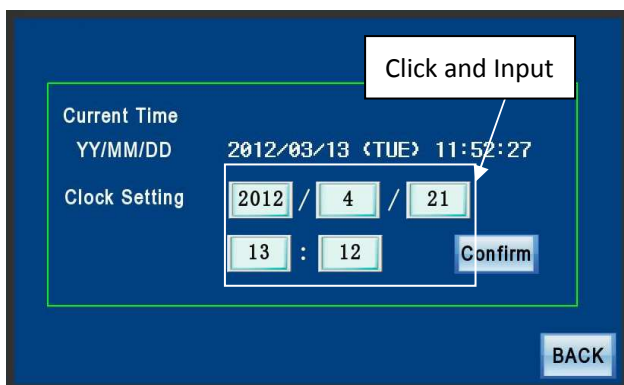 Click and Input
Current Time
YY/MM/DD 2012/03/13 (TUE) 11:52:27
Clock Setting 2012 / 4 / 21
13 : 12 Confirm
BACK